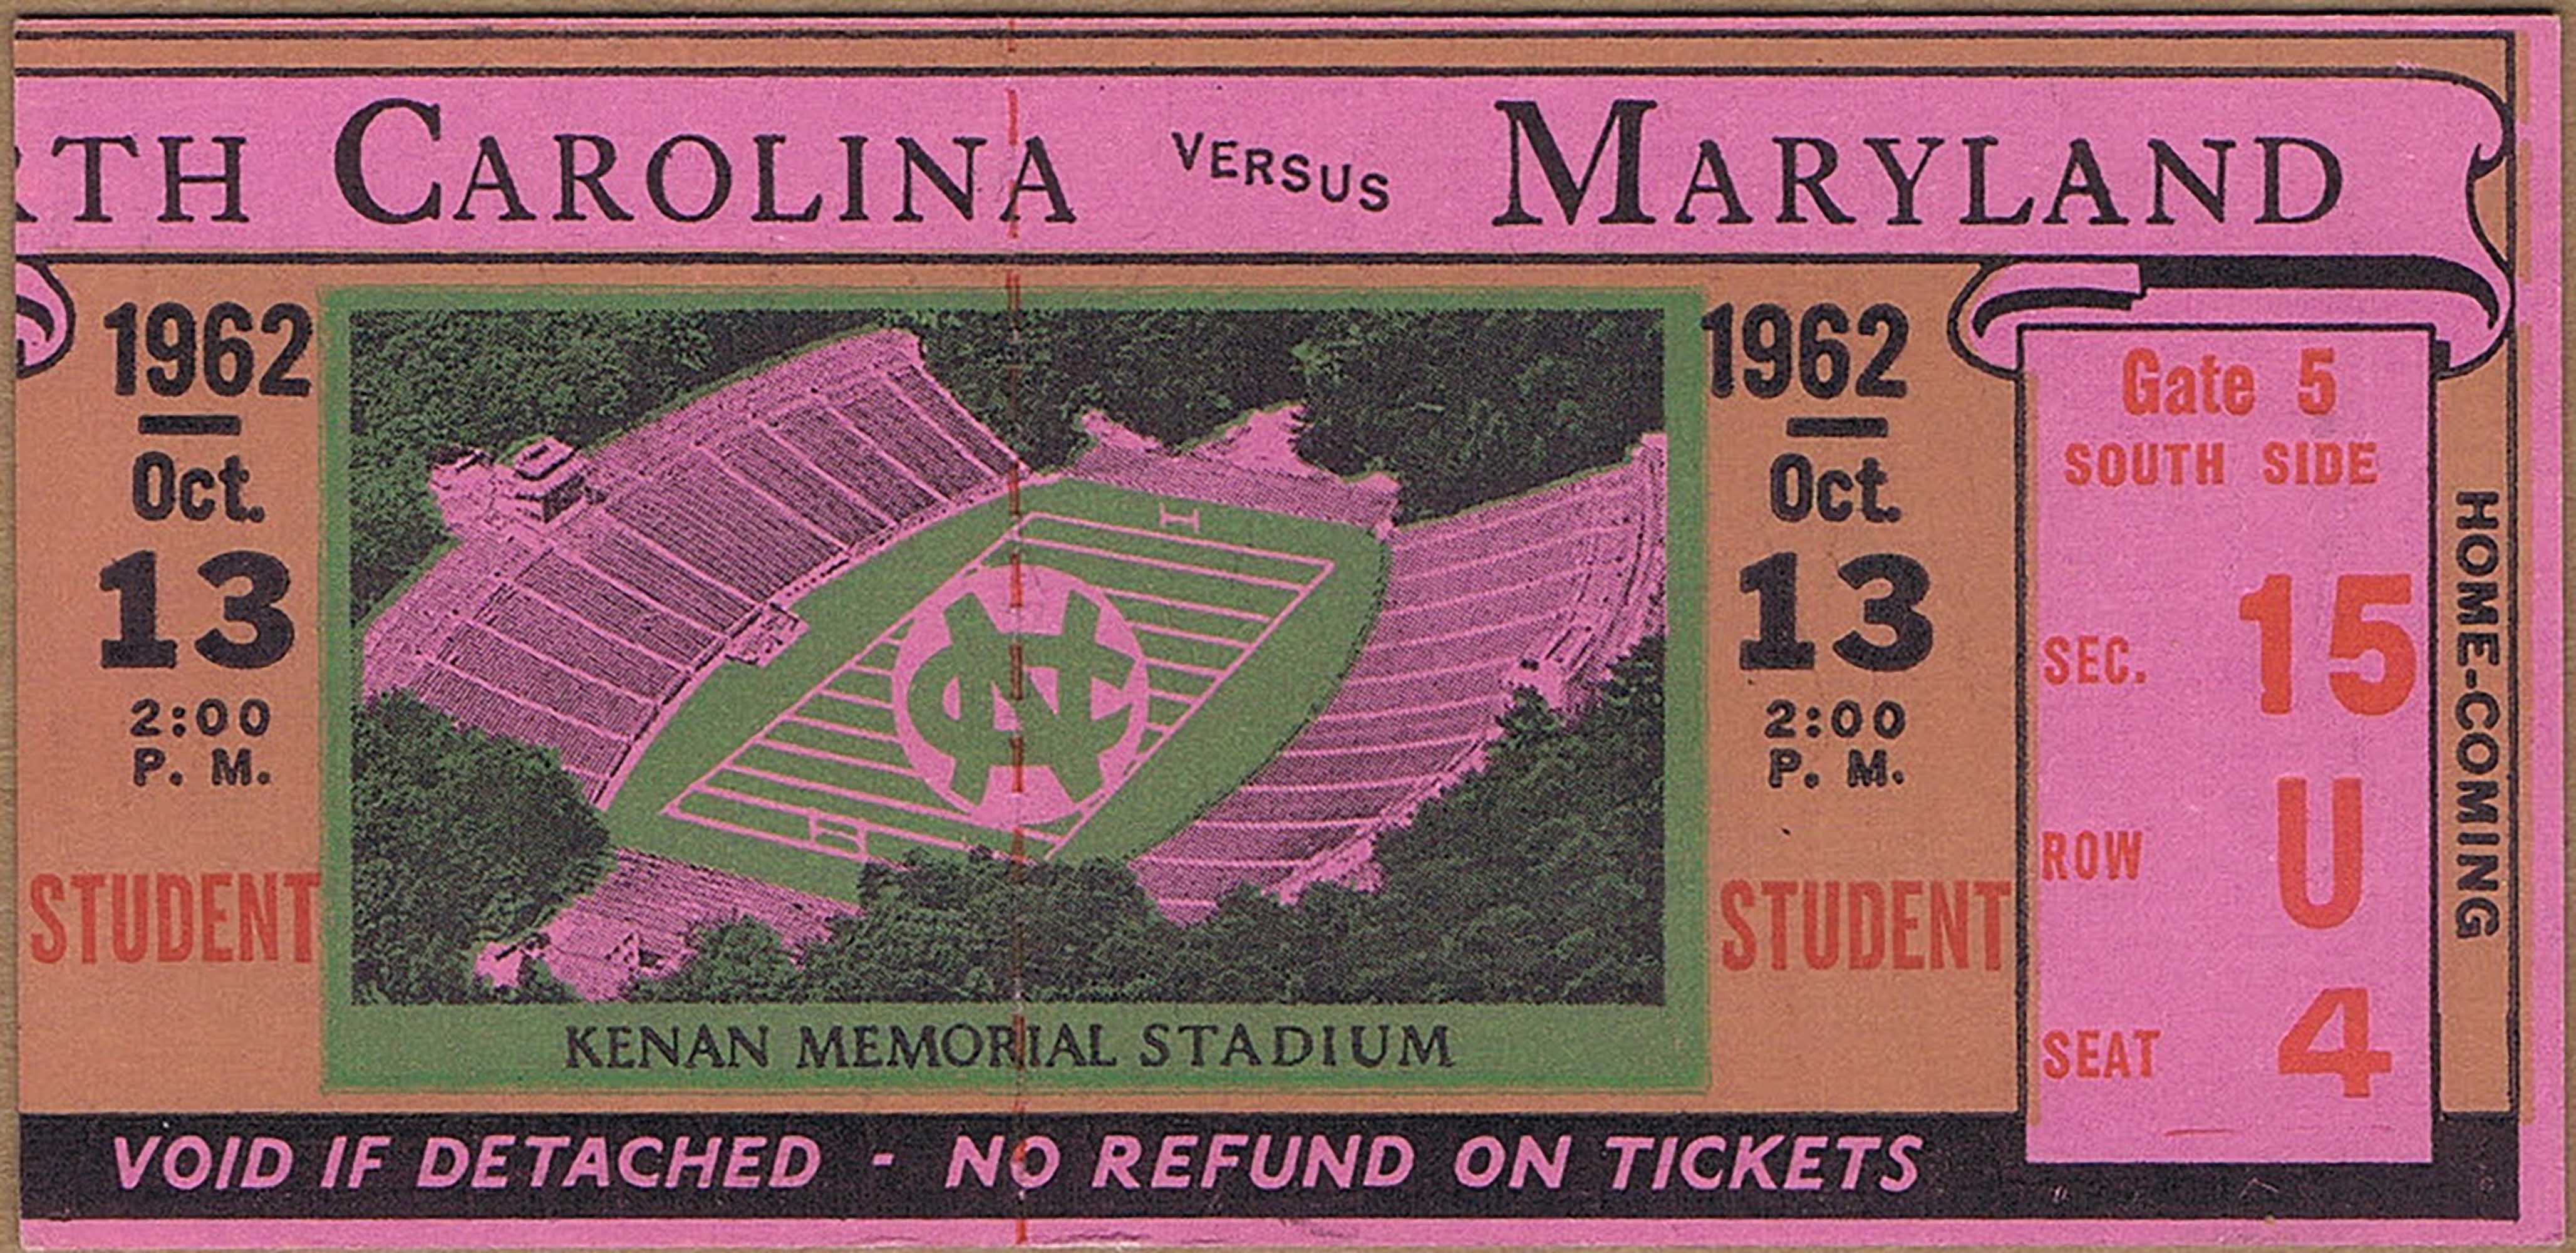 RTH CAROLINA VERSUS MARYLAND
1962
Oct.
13
2:00
P. M.
STUDENT
NC
KENAN MEMORIAL STADIUM
1962
Oct.
13
2:00
P. M.
STUDENT
Gate 5
SOUTH SIDE
SEC. 15
ROW U
SEAT 4
HOME-COMING
VOID IF DETACHED - NO REFUND ON TICKETS